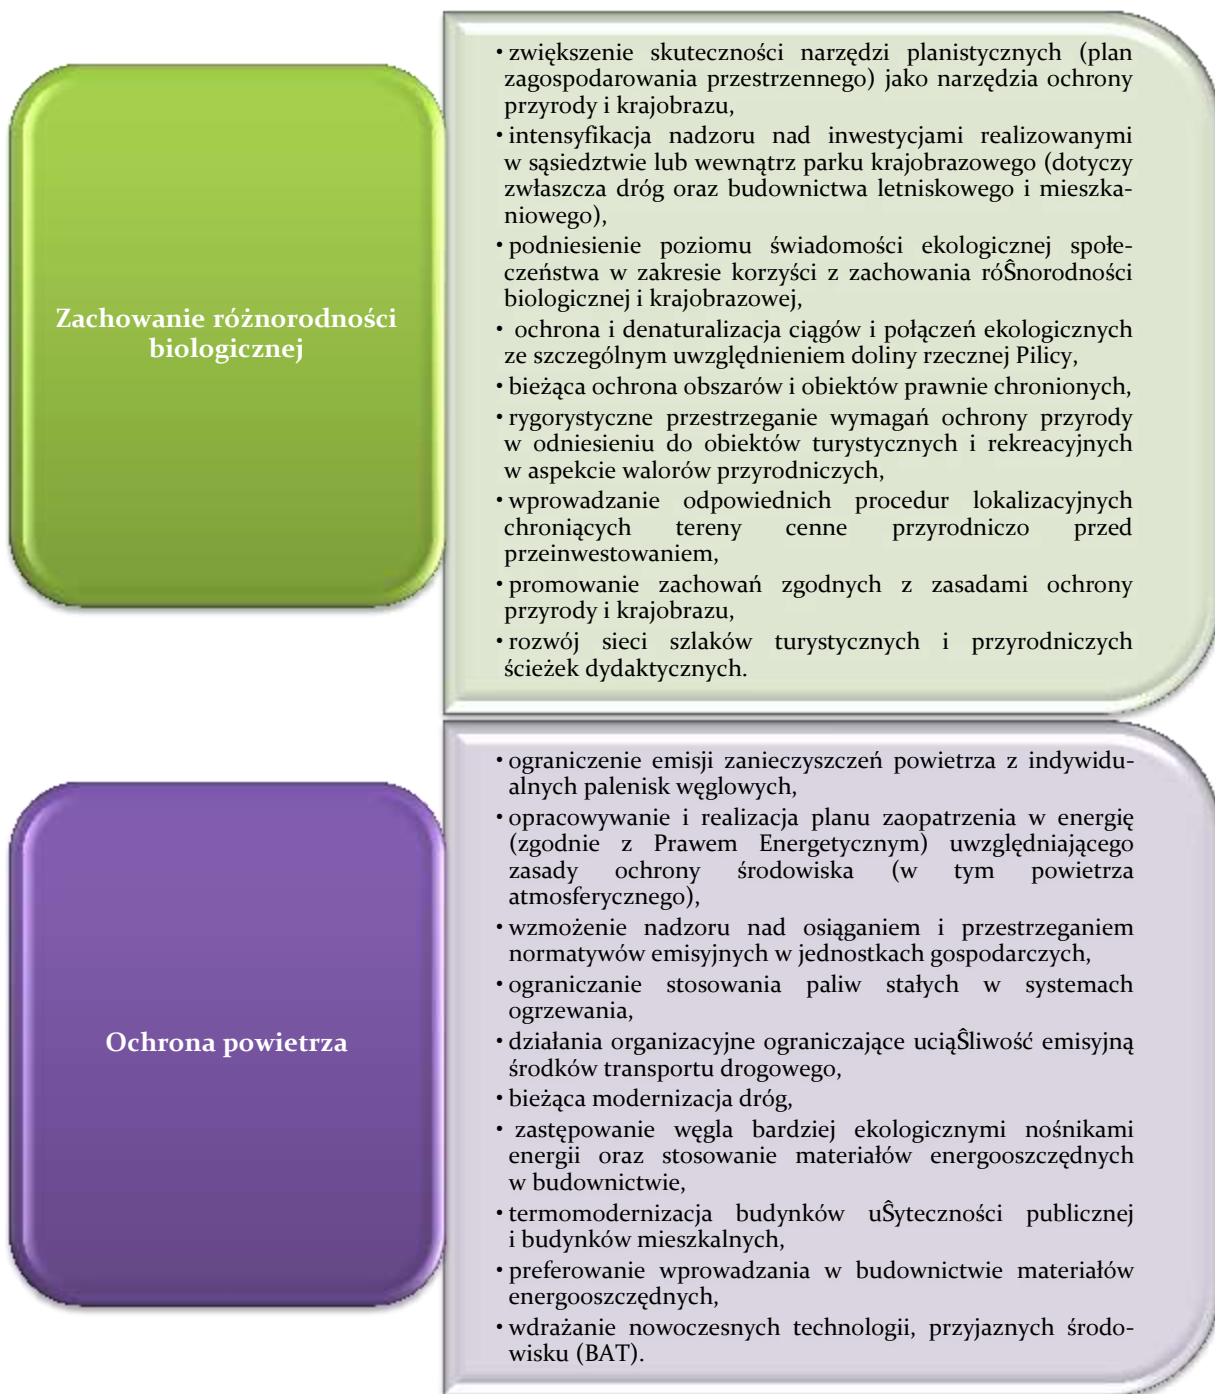 Zachowanie różnorodności
biologicznej
• zwiększenie skuteczności narzędzi planistycznych (plan
zagospodarowania przestrzennego) jako narzędzia ochrony
przyrody i krajobrazu,
• intensyfikacja nadzoru nad inwestycjami realizowanymi
w sąsiedztwie lub wewnątrz parku krajobrazowego (dotyczy
zwłaszcza dróg oraz budownictwa letniskowego i mieszka-
niowego),
• podniesienie poziomu świadomości ekologicznej społe-
czeństwa w zakresie korzyści z zachowania róŜnorodności
biologicznej i krajobrazowej,
• ochrona i denaturalizacja ciągów i połączeń ekologicznych
ze szczególnym uwzględnieniem doliny rzecznej Pilicy,
• bieżąca ochrona obszarów i obiektów prawnie chronionych,
• rygorystyczne przestrzeganie wymagań ochrony przyrody
w odniesieniu do obiektów turystycznych i rekreacyjnych
w aspekcie walorów przyrodniczych,
• wprowadzanie odpowiednich procedur lokalizacyjnych
chroniących tereny cenne przyrodniczo przed
przeinwestowaniem,
• promowanie zachowań zgodnych z zasadami ochrony
przyrody i krajobrazu,
• rozwój sieci szlaków turystycznych i przyrodniczych
ścieżek dydaktycznych.
Ochrona powietrza
• ograniczenie emisji zanieczyszczeń powietrza z indywidu-
alnych palenisk węglowych,
• opracowywanie i realizacja planu zaopatrzenia w energię
(zgodnie z Prawem Energetycznym) uwzględniającego
zasady ochrony środowiska (w tym powietrza
atmosferycznego),
• wzmożenie nadzoru nad osiąganiem i przestrzeganiem
normatywów emisyjnych w jednostkach gospodarczych,
• ograniczanie stosowania paliw stałych w systemach
ogrzewania,
• działania organizacyjne ograniczające uciąŜliwość emisyjną
środków transportu drogowego,
• bieżąca modernizacja dróg,
• zastępowanie węgla bardziej ekologicznymi nośnikami
energii oraz stosowanie materiałów energooszczędnych
w budownictwie,
• termomodernizacja budynków uŜyteczności publicznej
i budynków mieszkalnych,
• preferowanie wprowadzania w budownictwie materiałów
energooszczędnych,
• wdrażanie nowoczesnych technologii, przyjaznych środo-
wisku (BAT).